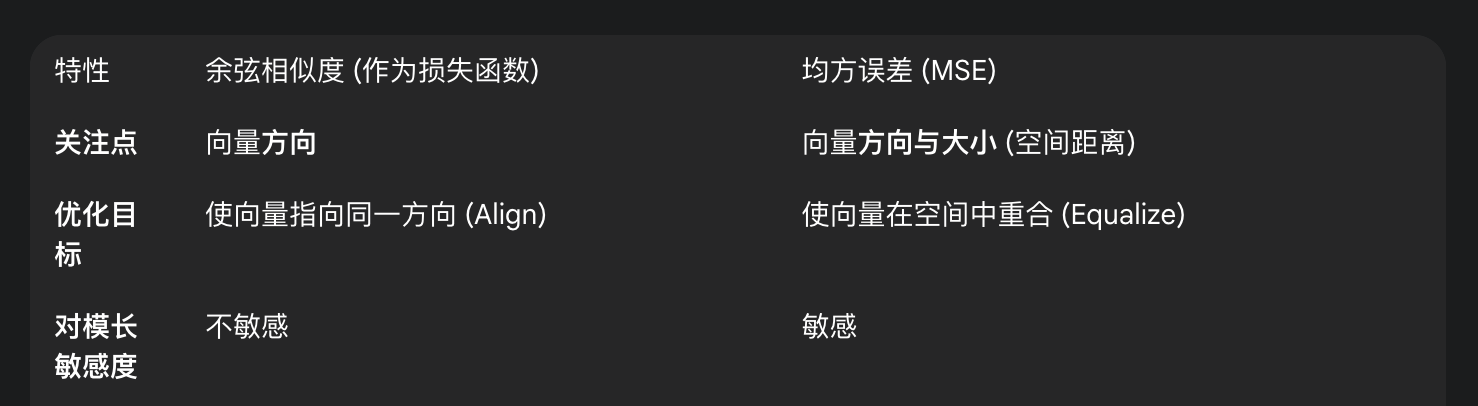 特性 余弦相似度 (作为损失函数) 均方误差 (MSE)
关注点 向量方向 向量方向与大小 (空间距离)
优化目 使向量指向同一方向 (Align) 使向量在空间中重合 (Equalize)
标
对模长 不敏感 敏感
敏感度